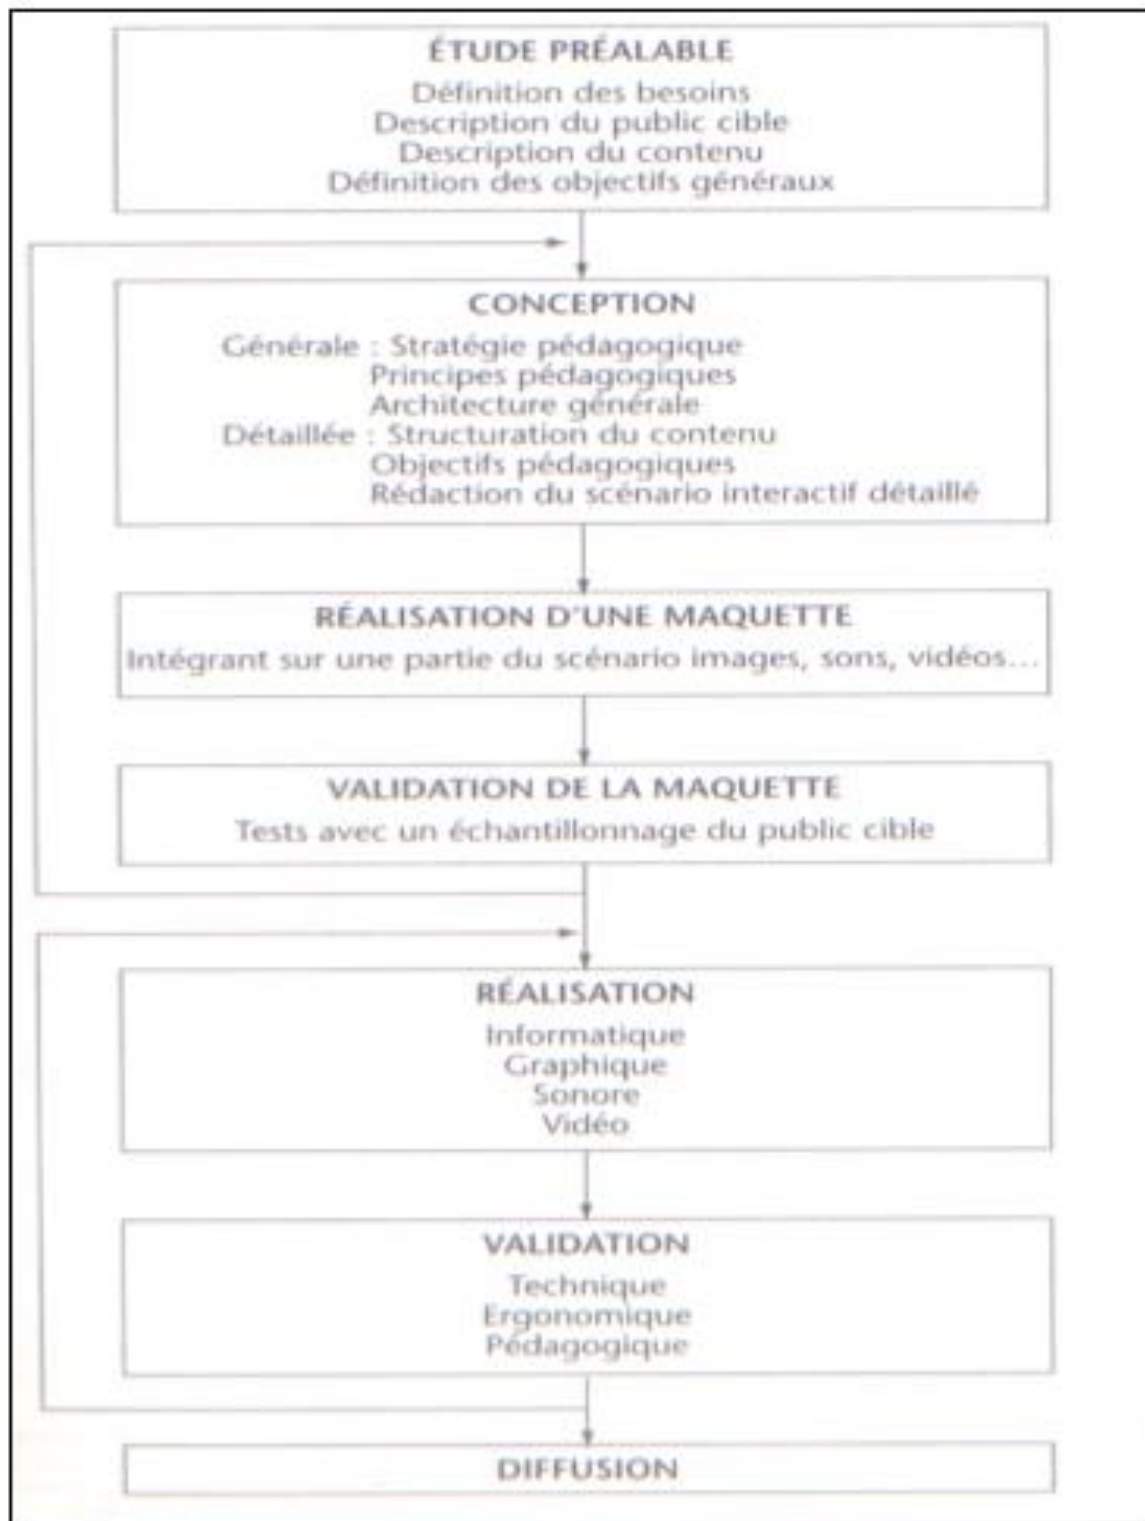 ÉTUDE PRÉALABLE
Définition des besoins
Description du public cible
Description du contenu
Définition des objectifs généraux
CONCEPTION
Générale : Stratégie pédagogique
Principes pédagogiques
Architecture générale
Détaillée : Structuration du contenu
Objectifs pédagogiques
Rédaction du scénario interactif détaillé
RÉALISATION D'UNE MAQUETTE
Intégrant sur une partie du scénario images, sons, vidéos...
VALIDATION DE LA MAQUETTE
Tests avec un échantillonnage du public cible
RÉALISATION
Informatique
Graphique
Sonore
Vidéo
VALIDATION
Technique
Ergonomique
Pédagogique
DIFFUSION